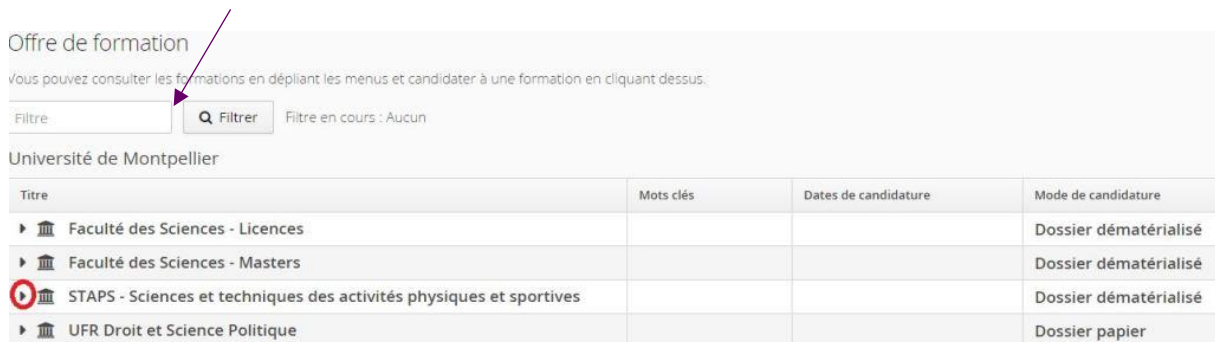 Offre de formation
Vous pouvez consulter les formations en dépliant les menus et candidater à une formation en cliquant dessus.
Filtre Filtrer Filtre en cours : Aucun
Université de Montpellier
Titre Mots clés Dates de candidature Mode de candidature
Faculté des Sciences - Licences Dossier dématérialisé
Faculté des Sciences - Masters Dossier dématérialisé
STAPS - Sciences et techniques des activités physiques et sportives Dossier dématérialisé
UFR Droit et Science Politique Dossier papier